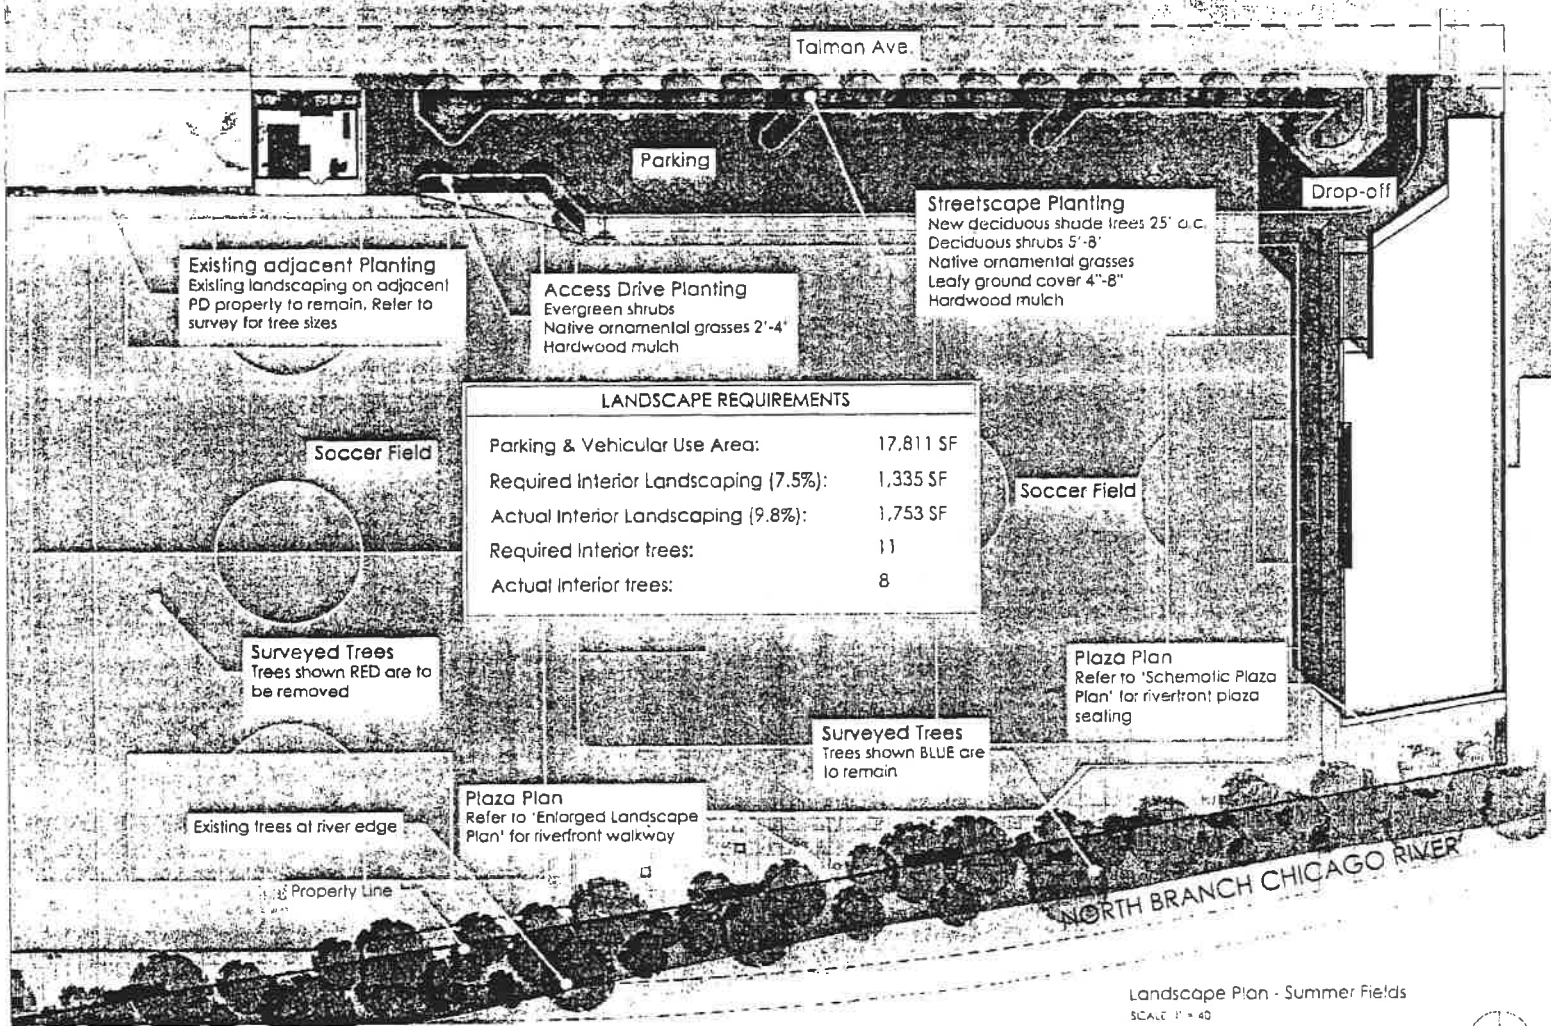 Talman Ave.
Parking
Drop-off
Streetscape Planting
New deciduous shade trees 25' o.c.
Deciduous shrubs 5'-8'
Native ornamental grasses
Leafy ground cover 4"-8"
Hardwood mulch
Existing adjacent Planting
Existing landscaping on adjacent
PD property to remain. Refer to
survey for tree sizes
Access Drive Planting
Evergreen shrubs
Native ornamental grasses 2'-4'
Hardwood mulch
LANDSCAPE REQUIREMENTS
Parking & Vehicular Use Area: 17,811 SF
Required Interior Landscaping (7.5%): 1,335 SF
Actual Interior Landscaping (9.8%): 1,753 SF
Required Interior trees: 11
Actual Interior trees: 8
Soccer Field
Soccer Field
Surveyed Trees
Trees shown RED are to
be removed
Plaza Plan
Refer to 'Schematic Plaza
Plan' for riverfront plaza
seating
Surveyed Trees
Trees shown BLUE are
to remain
Plaza Plan
Refer to 'Enlarged Landscape
Plan' for riverfront walkway
Existing trees at river edge
Property Line
NORTH BRANCH CHICAGO RIVER
Landscape Plan - Summer Fields
SCALE 1" = 40